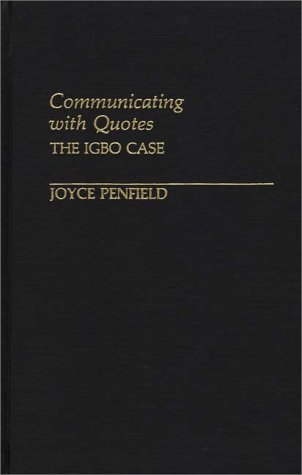 Communicating
with Quotes
THE IGBO CASE
JOYCE PENFIELD